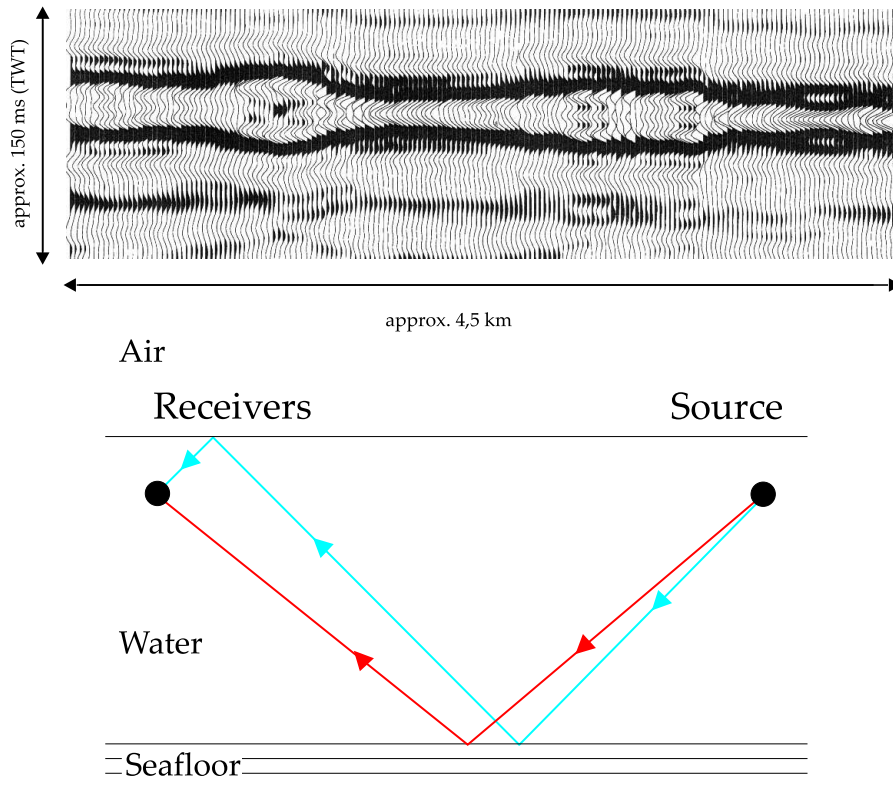 approx. 150 ms (TWT)
approx. 4,5 km
Air
Receivers
Source
Water
Seafloor